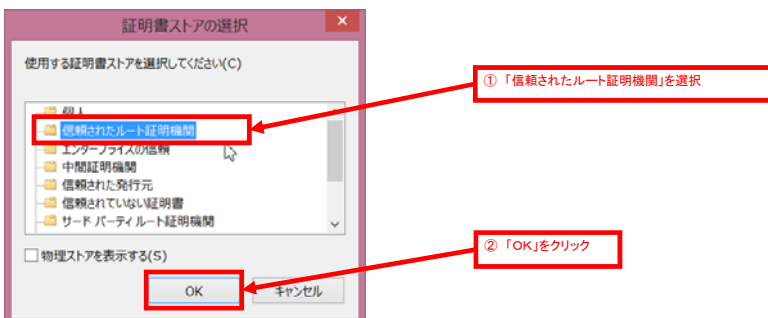 証明書ストアの選択
使用する証明書ストアを選択してください(C)
① 「信頼されたルート証明機関」を選択
個人
信頼されたルート証明機関
エンタープライズの信頼
中間証明機関
信頼された発行元
信頼されていない証明書
サード パーティ ルート証明機関
物理ストアを表示する(S)
② 「OK」をクリック
OK
キャンセル